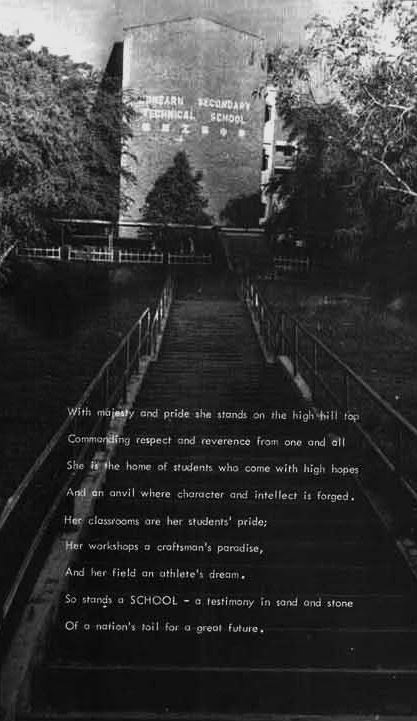 DUNEARN SECONDARY
TECHNICAL SCHOOL
With majesty and pride she stands on the high hill top
Commanding respect and reverence from one and all
She is the home of students who come with high hopes
And an anvil where character and intellect is forged.
Her classrooms are her students' pride;
Her workshops a craftsman's paradise,
And her field an athlete's dream.
So stands a SCHOOL - a testimony in sand and stone
Of a nation's toil for a great future.